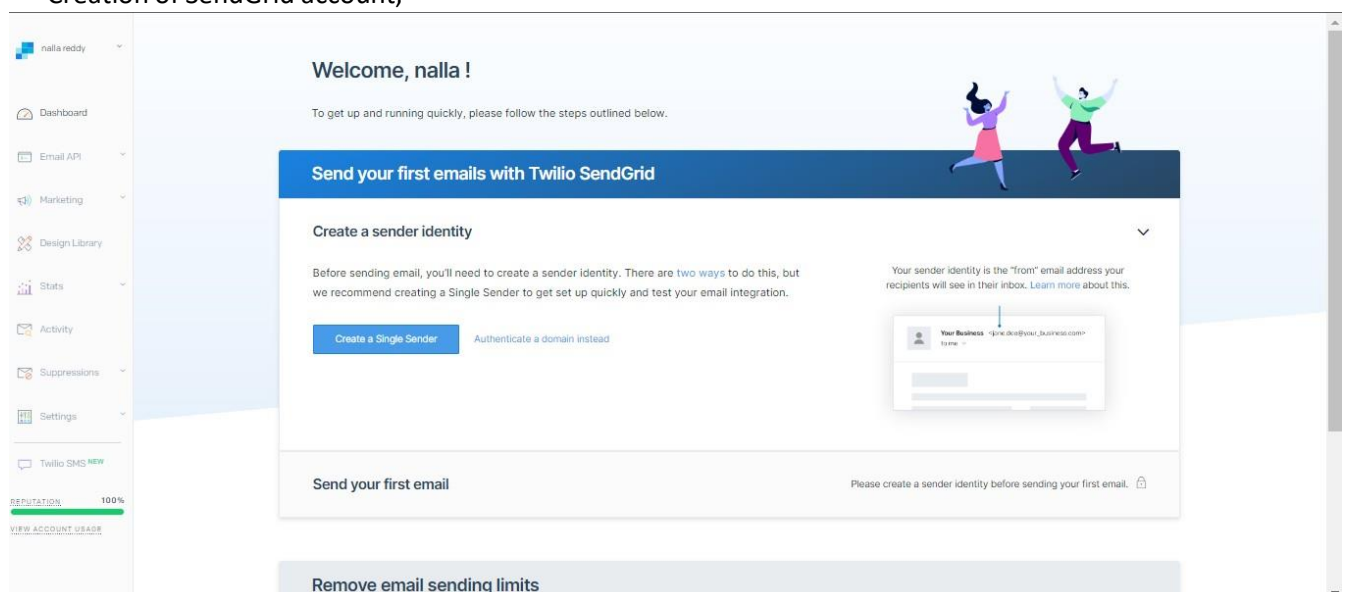 Creation of SendGrid account,
nalla reddy
Dashboard
Email API
Marketing
Design Library
Stats
Activity
Suppressions
Settings
Twilio SMS NEW
REPUTATION 100%
VIEW ACCOUNT USAGE
Welcome, nalla !
To get up and running quickly, please follow the steps outlined below.
Send your first emails with Twilio SendGrid
Create a sender identity
Before sending email, you'll need to create a sender identity. There are two ways to do this, but
we recommend creating a Single Sender to get set up quickly and test your email integration.
Create a Single Sender
Authenticate a domain instead
Your sender identity is the "from" email address your
recipients will see in their inbox. Learn more about this.
Your Business <jane.doe@your_business.com>
to me
Send your first email
Please create a sender identity before sending your first email.
Remove email sending limits